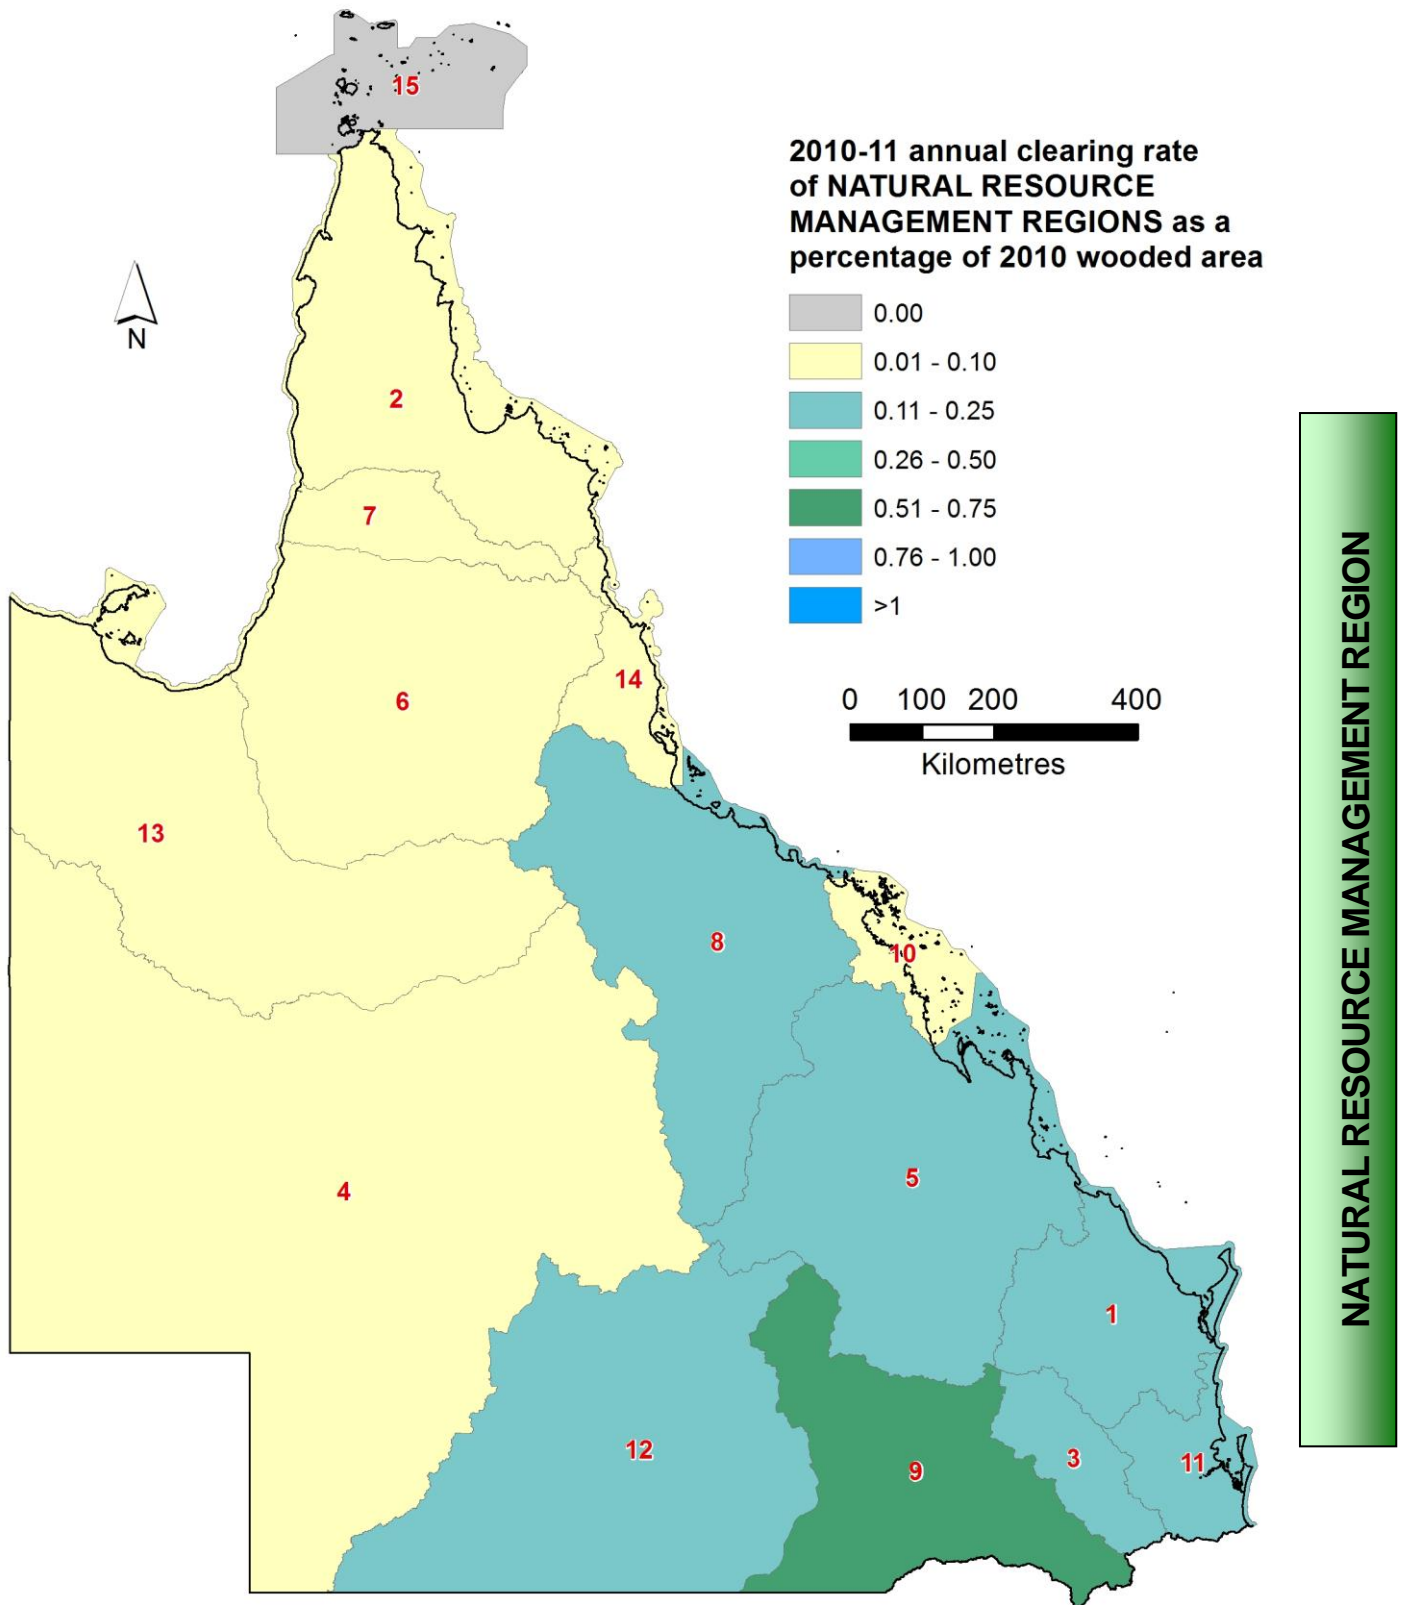 15
2010-11 annual clearing rate
of NATURAL RESOURCE
MANAGEMENT REGIONS as a
percentage of 2010 wooded area
0.00
0.01 - 0.10
0.11 - 0.25
0.26 - 0.50
0.51 - 0.75
0.76 - 1.00
>1
N
2
7
14
6
0 100 200 400
Kilometres
13
8
10
5
4
1
12
9
3
11
NATURAL RESOURCE MANAGEMENT REGION